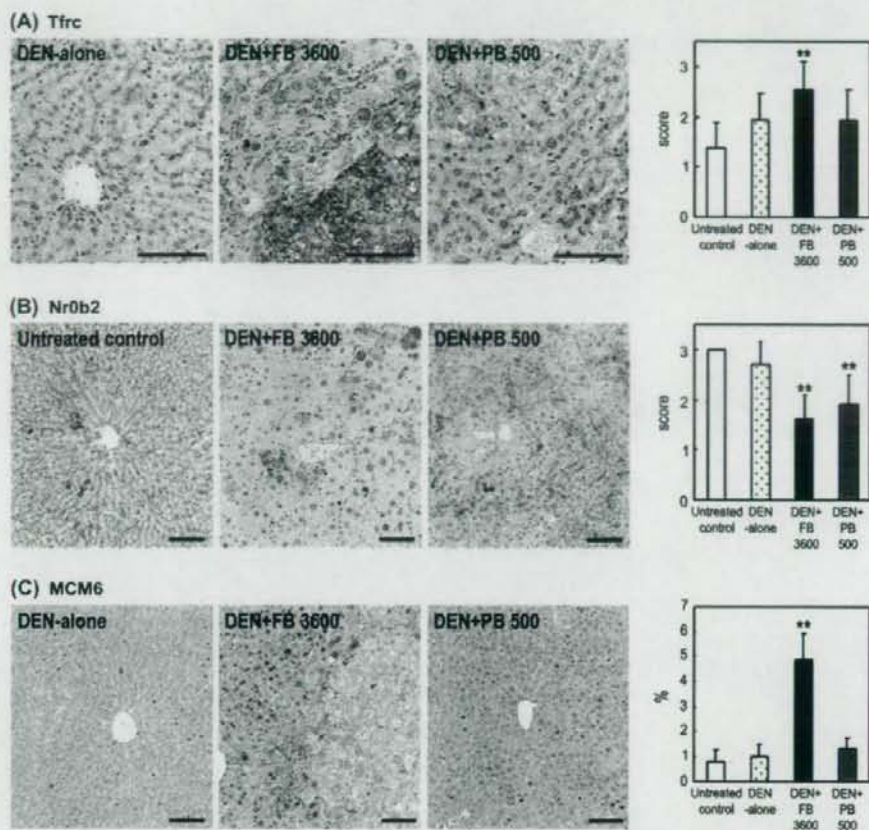 (A) Tfrc
DEN-alone
DEN+FB 3600
DEN+PB 500
score
3
2
1
0
**
Untreated control
DEN -alone
DEN+ FB 3600
DEN+ PB 500
(B) Nr0b2
Untreated control
DEN+FB 3600
DEN+PB 500
score
3
2
1
0
**
**
Untreated control
DEN -alone
DEN+ FB 3600
DEN+ PB 500
(C) MCM6
DEN-alone
DEN+FB 3600
DEN+PB 500
%
7
6
5
4
3
2
1
0
**
Untreated control
DEN -alone
DEN+ FB 3600
DEN+ PB 500